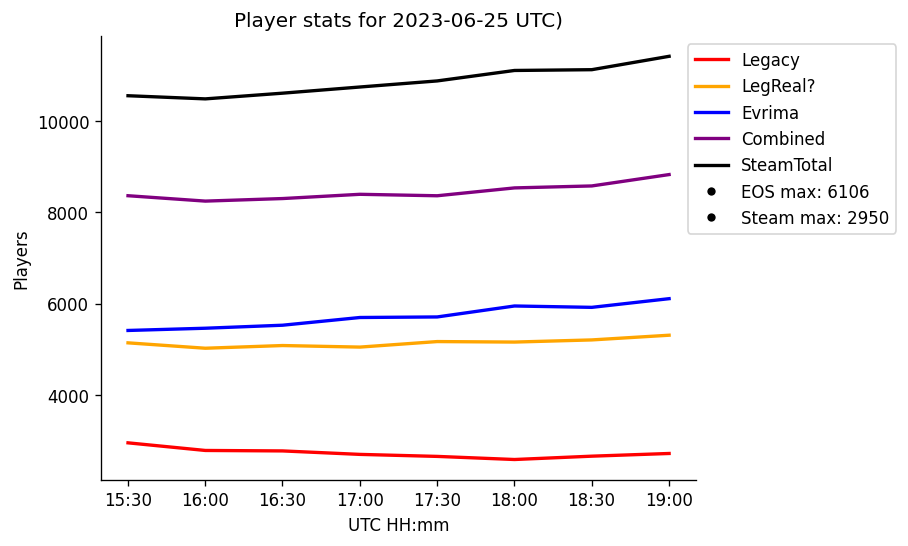 Player stats for 2023-06-25 UTC)
Legacy
LegReal?
Evrima
Combined
SteamTotal
EOS max: 6106
Steam max: 2950
Players
10000
8000
6000
4000
15:30 16:00 16:30 17:00 17:30 18:00 18:30 19:00
UTC HH:mm